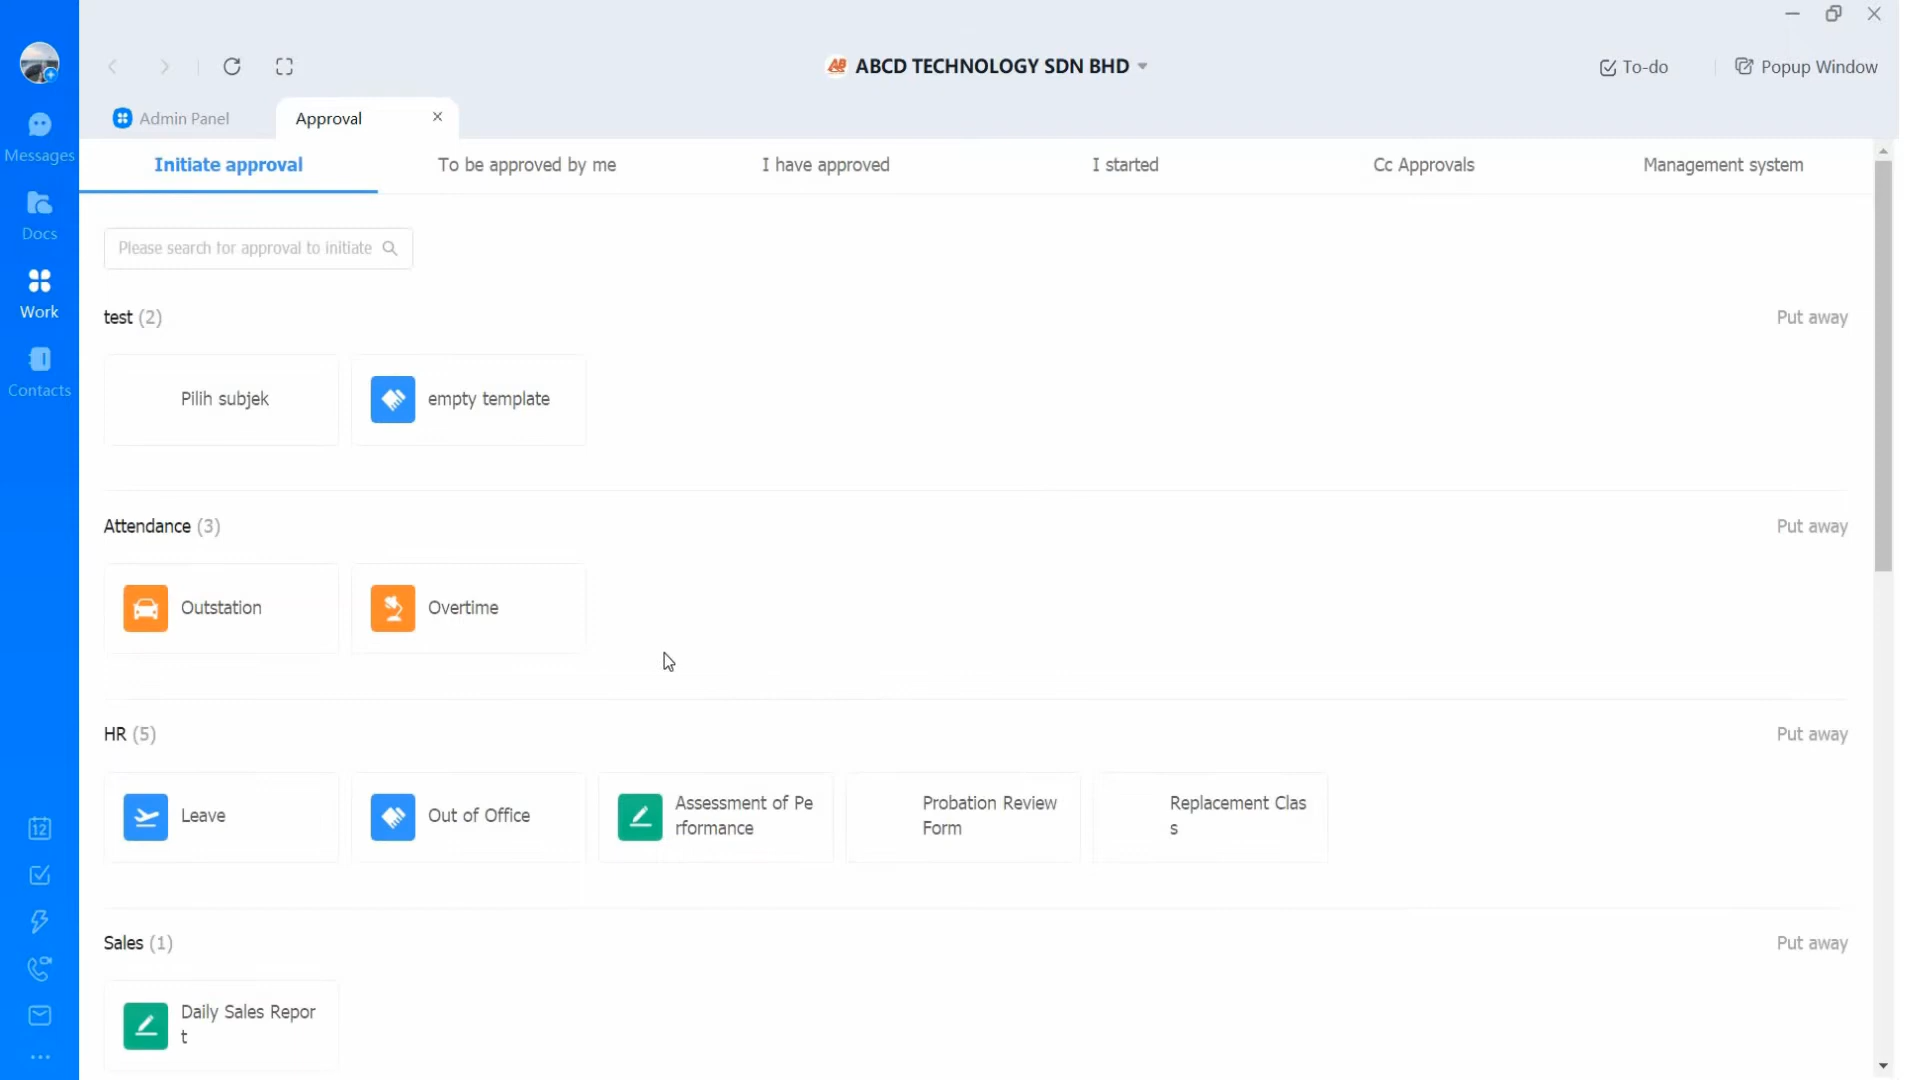 ABCD TECHNOLOGY SDN BHD
To-do
Popup Window
Admin Panel
Approval
Messages
Docs
Work
Contacts
12
Initiate approval
To be approved by me
I have approved
I started
Cc Approvals
Management system
Please search for approval to initiate
test (2)
Put away
Pilih subjek
empty template
Attendance (3)
Put away
Outstation
Overtime
HR (5)
Put away
Leave
Out of Office
Assessment of Pe
rformance
Probation Review
Form
Replacement Clas
s
Sales (1)
Put away
Daily Sales Repor
t